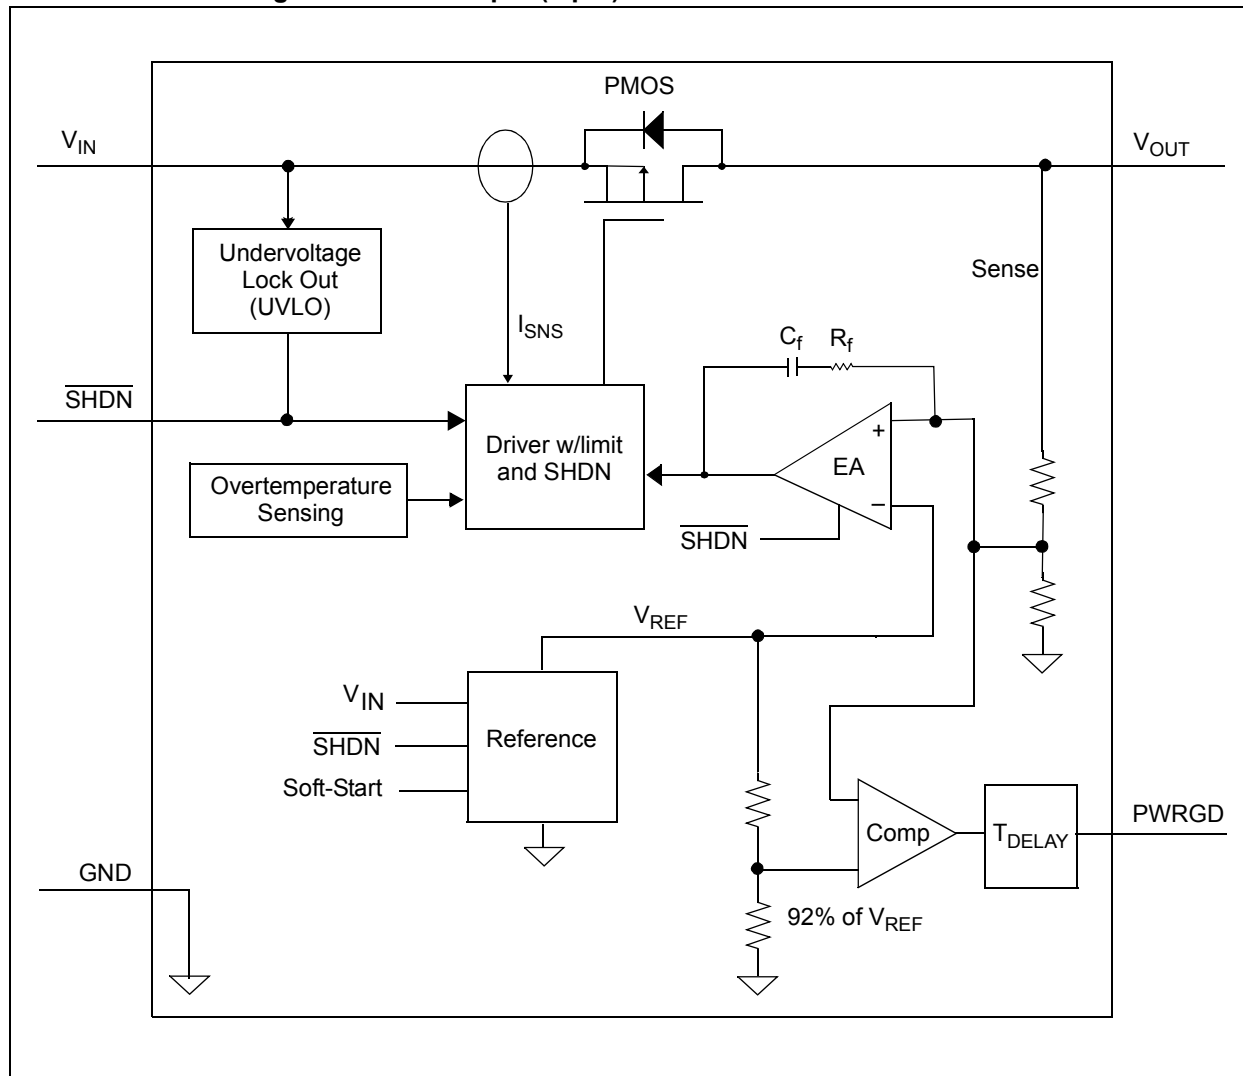 PMOS
V_IN
V_OUT
Undervoltage
Lock Out
(UVLO)
Sense
I_SNS
C_f
R_f
SHDN
Driver w/limit
and SHDN
+
EA
−
Overtemperature
Sensing
SHDN
V_REF
V_IN
SHDN
Soft-Start
Reference
Comp
T_DELAY
PWRGD
GND
92% of V_REF